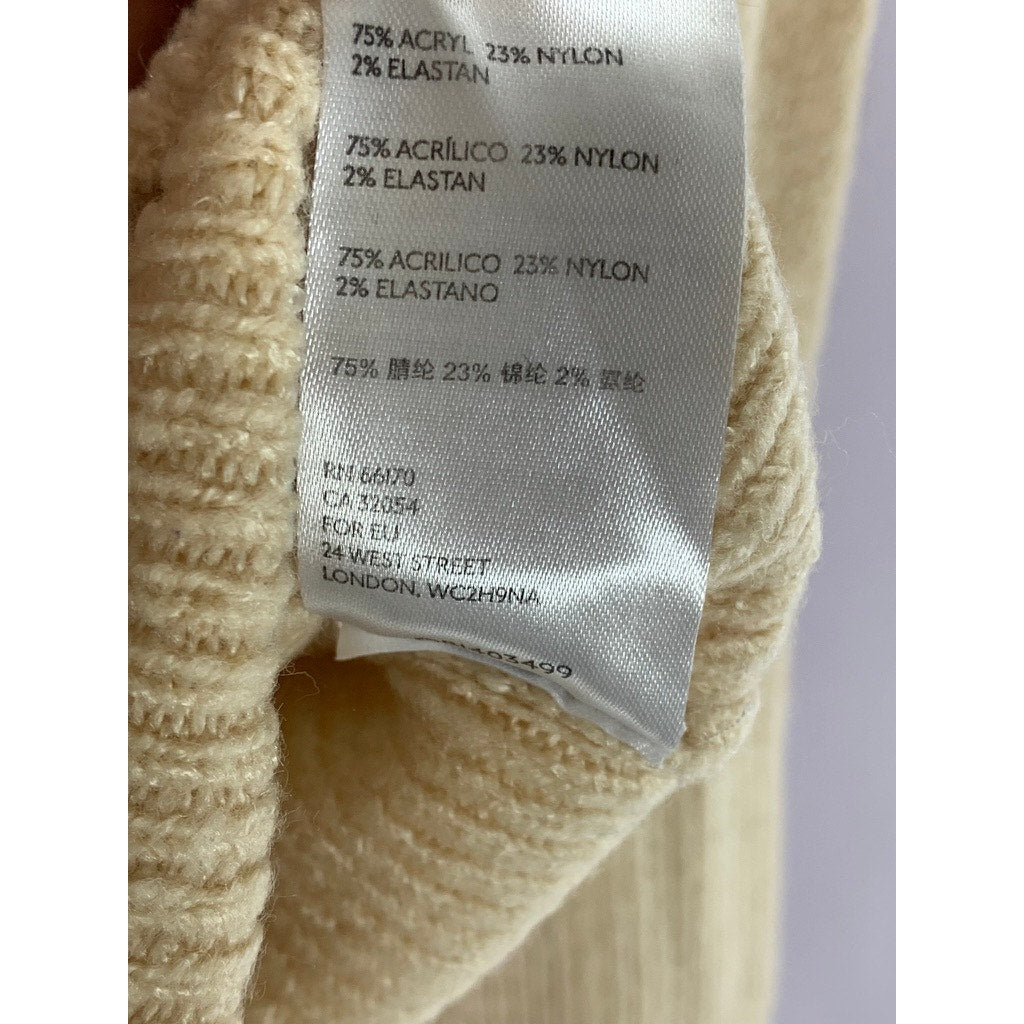 75% ACRYL 23% NYLON
2% ELASTAN
75% ACRÍLICO 23% NYLON
2% ELASTAN
75% ACRILICO 23% NYLON
2% ELASTANO
75% 腈纶 23% 锦纶 2% 氨纶
RN 66170
CA 32054
FOR EU
24 WEST STREET
LONDON, WC2H9NA